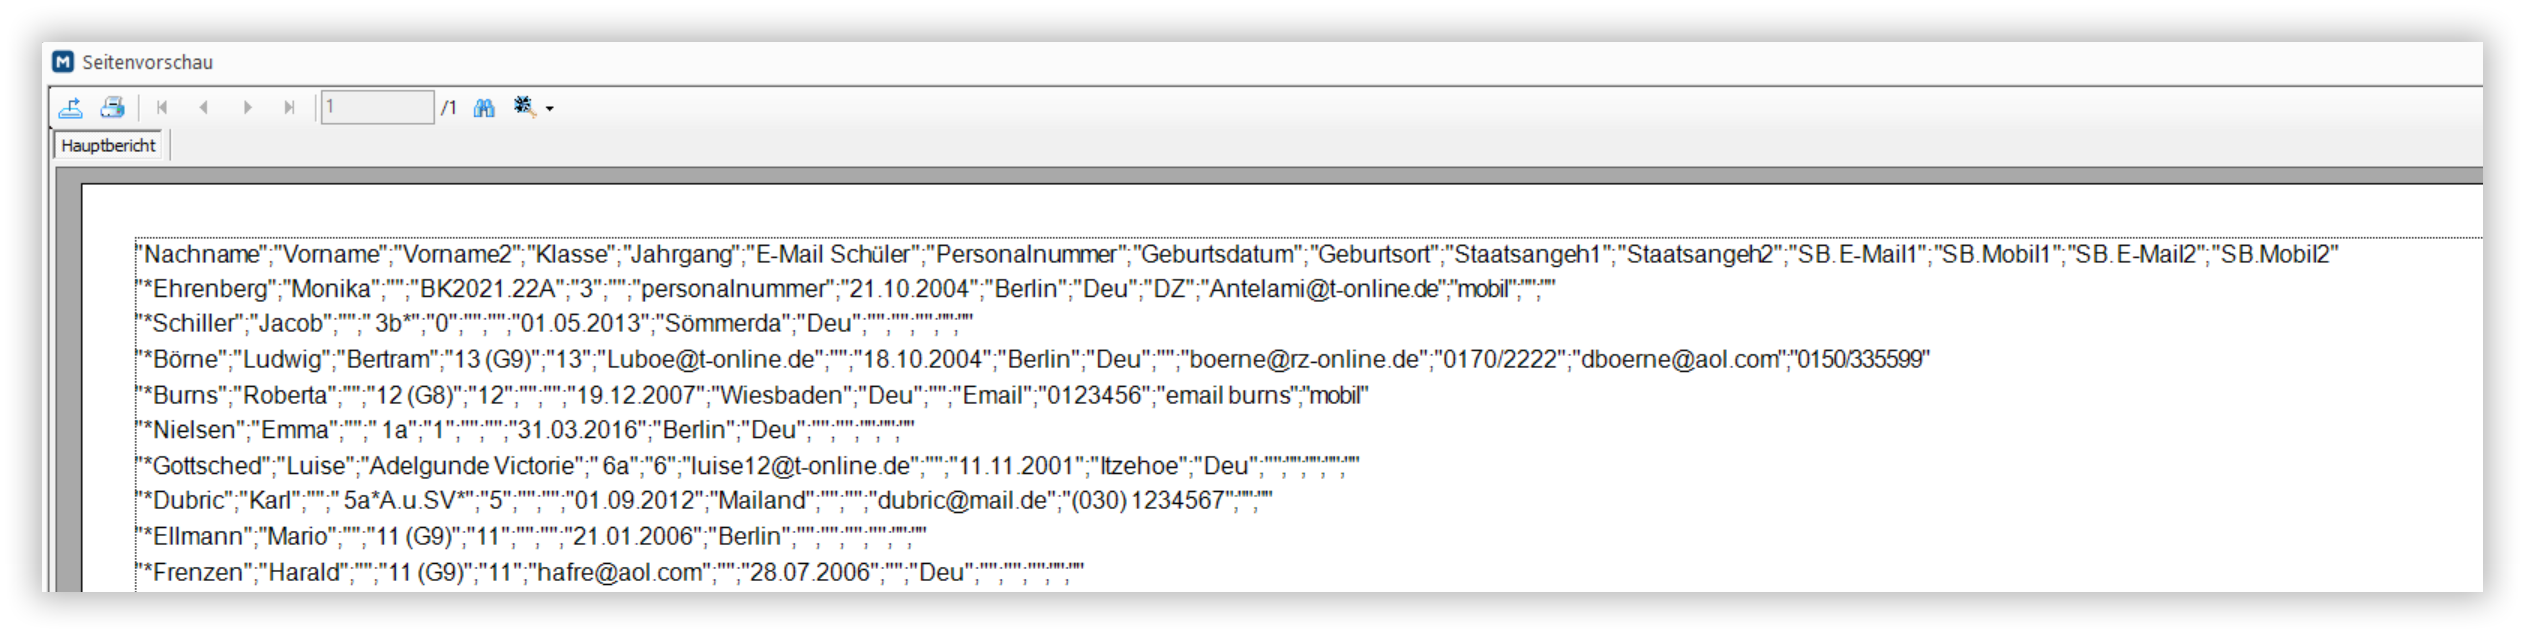 Seitenvorschau
1 /1
Hauptbericht
"Nachname";"Vorname";"Vorname2";"Klasse";"Jahrgang";"E-Mail Schüler";"Personalnummer";"Geburtsdatum";"Geburtsort";"Staatsangeh1";"Staatsangeh2";"SB.E-Mail1";"SB.Mobil1";"SB.E-Mail2";"SB.Mobil2"
"*Ehrenberg";"Monika";"";"BK2021.22A";"3";"";"personalnummer";"21.10.2004";"Berlin";"Deu";"DZ";"Antelami@t-online.de";"mobil";"";""
"*Schiller";"Jacob";"";" 3b*";"0";"";"";"01.05.2013";"Sömmerda";"Deu";"";"";"";"";""
"*Börne";"Ludwig";"Bertram";"13 (G9)";"13";"Luboe@t-online.de";"";"18.10.2004";"Berlin";"Deu";"";"boerne@rz-online.de";"0170/2222";"dboerne@aol.com";"0150/335599"
"*Burns";"Roberta";"";"12 (G8)";"12";"";"";"19.12.2007";"Wiesbaden";"Deu";"";"Email";"0123456";"email burns";"mobil"
"*Nielsen";"Emma";"";" 1a";"1";"";"";"31.03.2016";"Berlin";"Deu";"";"";"";"";""
"*Gottsched";"Luise";"Adelgunde Victorie";" 6a";"6";"luise12@t-online.de";"";"11.11.2001";"Itzehoe";"Deu";"";"";"";"";""
"*Dubric";"Karl";"";" 5a*A.u.SV*";"5";"";"";"01.09.2012";"Mailand";"";"";"dubric@mail.de";"(030) 1234567";"";""
"*Ellmann";"Mario";"";"11 (G9)";"11";"";"";"21.01.2006";"Berlin";"";"";"";"";"";""
"*Frenzen";"Harald";"";"11 (G9)";"11";"hafre@aol.com";"";"28.07.2006";"";"Deu";"";"";"";"";""